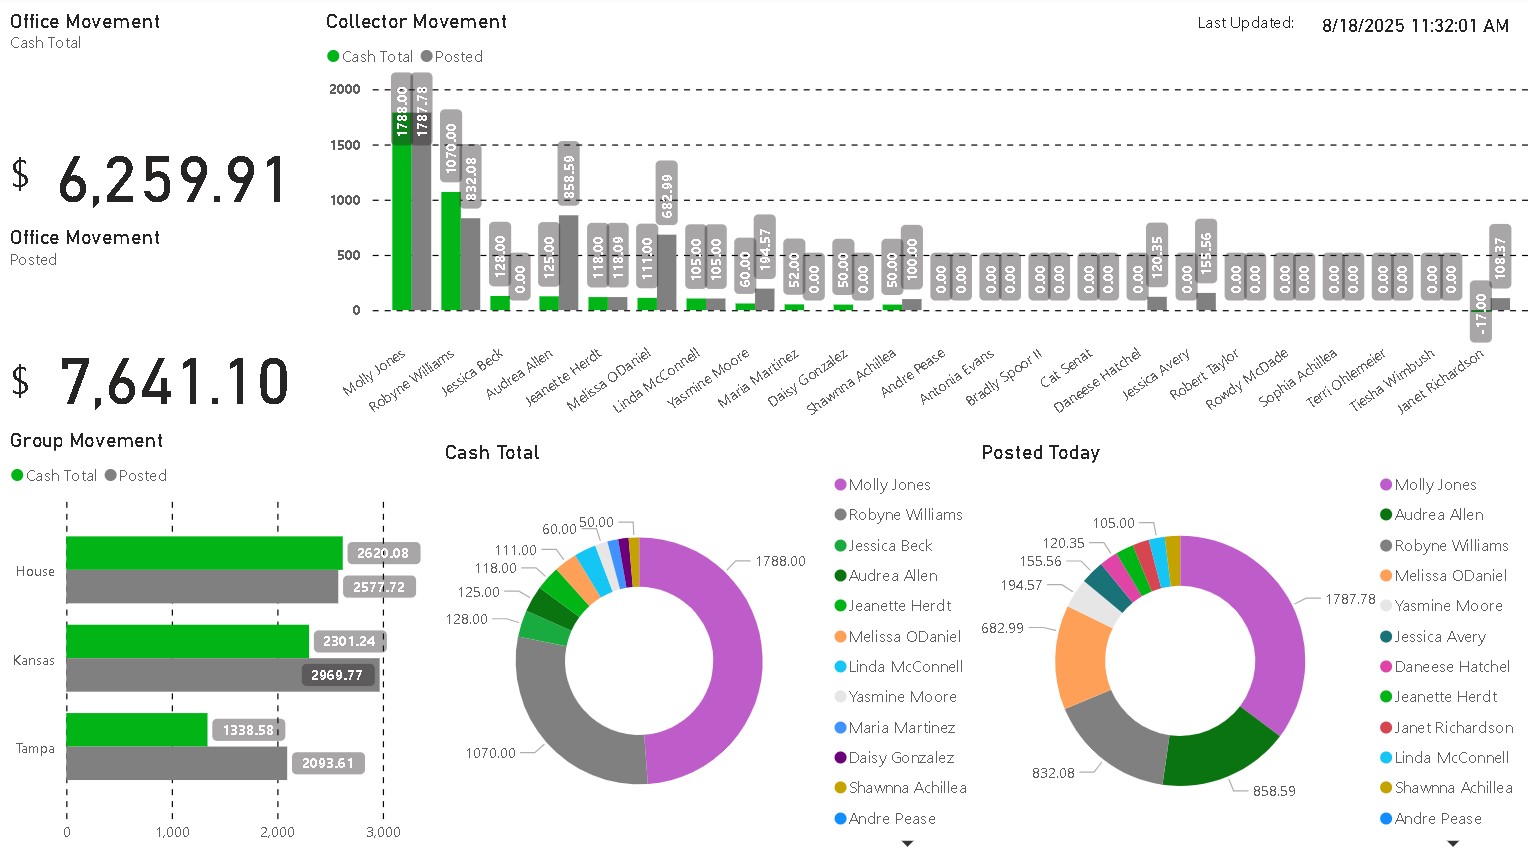 Office Movement
Cash Total
$ 6,259.91
Office Movement
Posted
$ 7,641.10
Collector Movement
Last Updated: 8/18/2025 11:32:01 AM
Cash Total Posted
2000
1500
1000
500
0
1788.00 1787.78
1070.00 832.08
128.00 0.00
125.00 858.59
118.00 118.09
111.00 682.99
105.00 105.00
60.00 194.57
52.00 0.00
50.00 0.00
50.00 100.00
0.00 0.00
0.00 0.00
0.00 0.00
0.00 0.00
0.00 120.35
0.00 155.56
0.00 0.00
0.00 0.00
0.00 0.00
0.00 0.00
0.00 0.00
-17.00 108.37
Molly Jones
Robyne Williams
Jessica Beck
Audrea Allen
Jeanette Herdt
Melissa ODaniel
Linda McConnell
Yasmine Moore
Maria Martinez
Daisy Gonzalez
Shawnna Achillea
Andre Pease
Antonia Evans
Bradly Spoor II
Cat Senat
Daneese Hatchel
Jessica Avery
Robert Taylor
Rowdy McDade
Sophia Achillea
Terri Ohlemeier
Tiesha Wimbush
Janet Richardson
Group Movement
Cash Total Posted
House
2620.08
2577.72
Kansas
2301.24
2969.77
Tampa
1338.58
2093.61
0 1,000 2,000 3,000
Cash Total
50.00
60.00
111.00
118.00
125.00
128.00
1070.00
1788.00
Molly Jones
Robyne Williams
Jessica Beck
Audrea Allen
Jeanette Herdt
Melissa ODaniel
Linda McConnell
Yasmine Moore
Maria Martinez
Daisy Gonzalez
Shawnna Achillea
Andre Pease
Posted Today
105.00
120.35
155.56
194.57
682.99
832.08
858.59
1787.78
Molly Jones
Audrea Allen
Robyne Williams
Melissa ODaniel
Yasmine Moore
Jessica Avery
Daneese Hatchel
Jeanette Herdt
Janet Richardson
Linda McConnell
Shawnna Achillea
Andre Pease